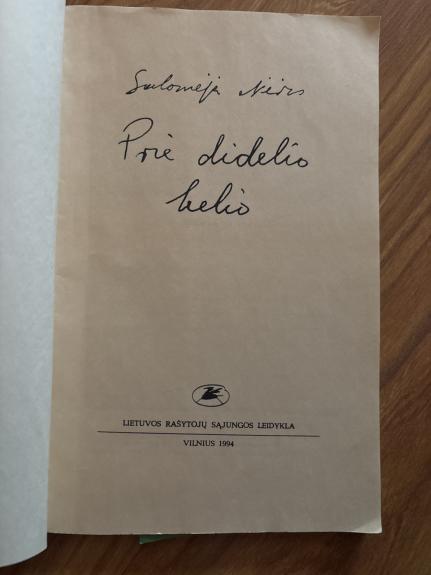 Salomėja Nėris
Prie didelio
kelio
LIETUVOS RAŠYTOJŲ SĄJUNGOS LEIDYKLA
VILNIUS 1994